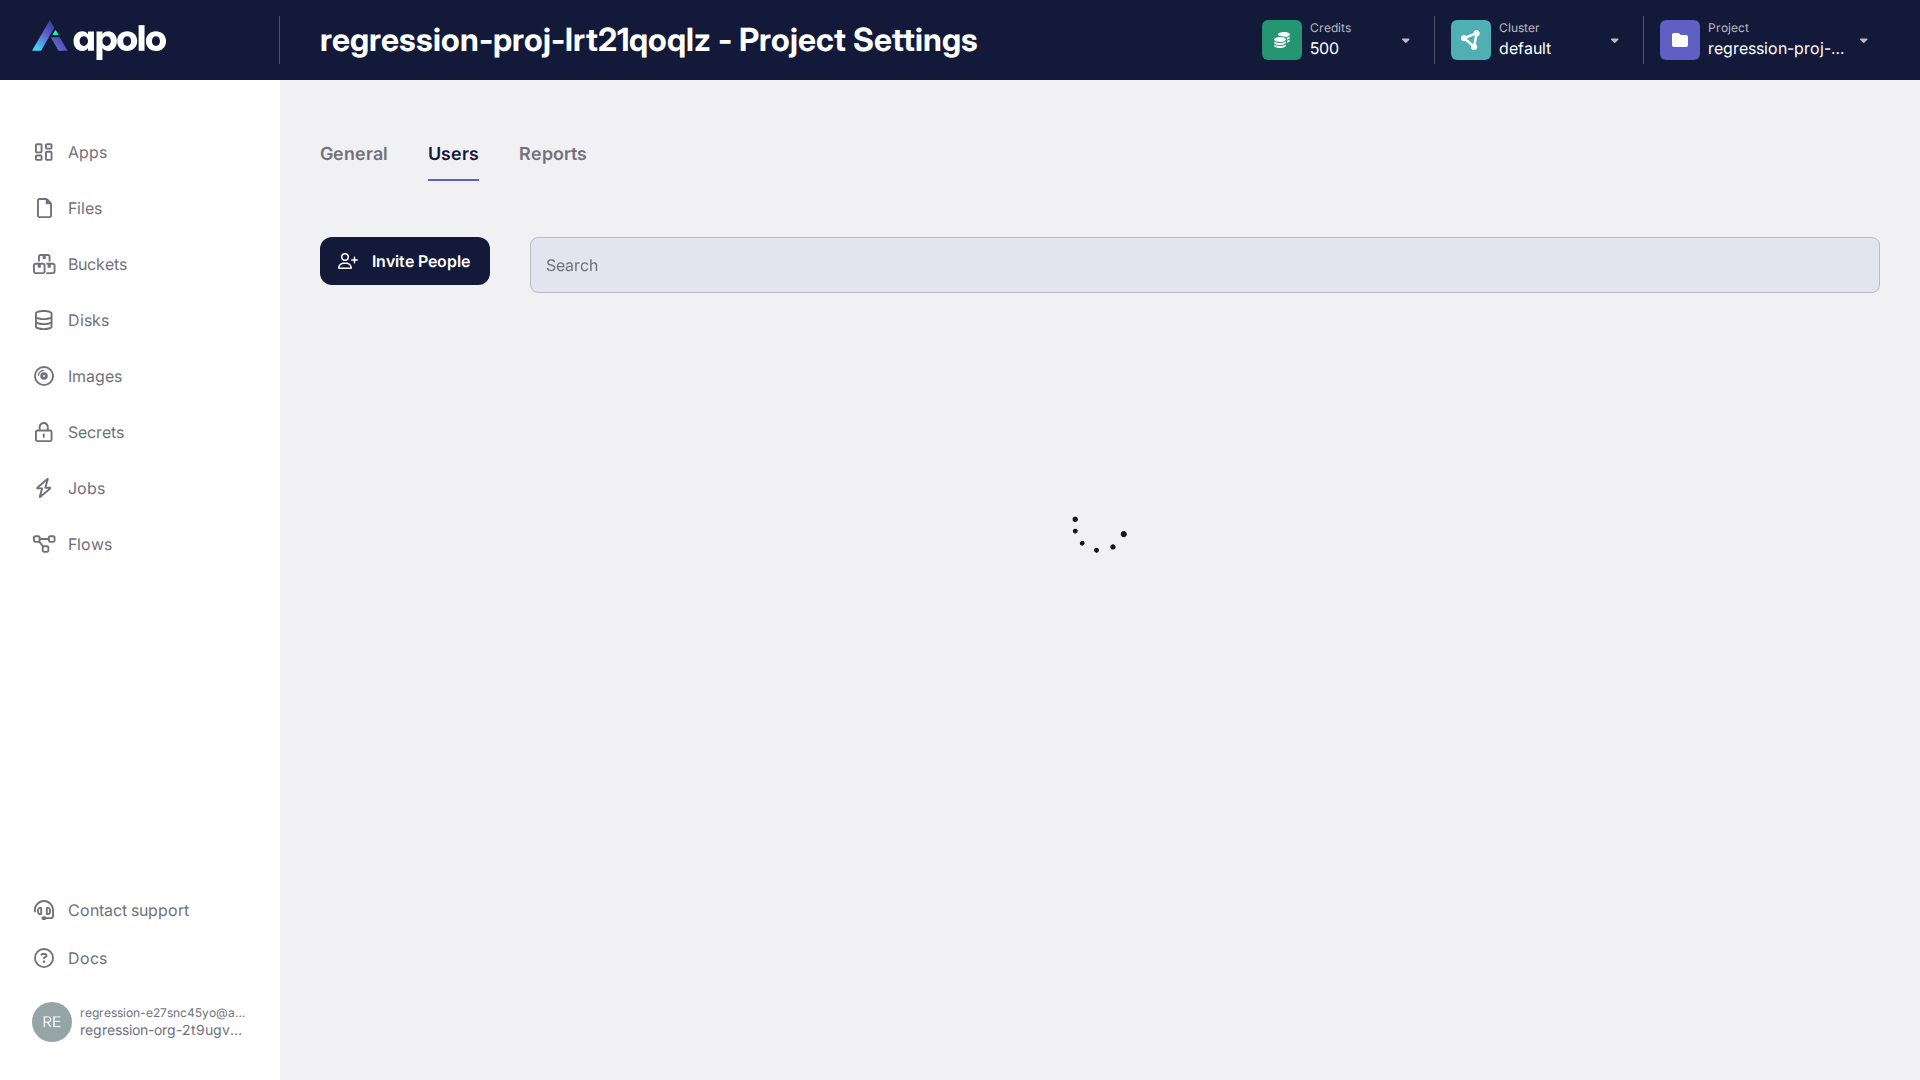 apolo
regression-proj-lrt21qoqlz - Project Settings
Credits
500
Cluster
default
Project
regression-proj-...
Apps
Files
Buckets
Disks
Images
Secrets
Jobs
Flows
General
Users
Reports
Invite People
Search
Contact support
Docs
RE
regression-e27snc45yo@a...
regression-org-2t9ugv...